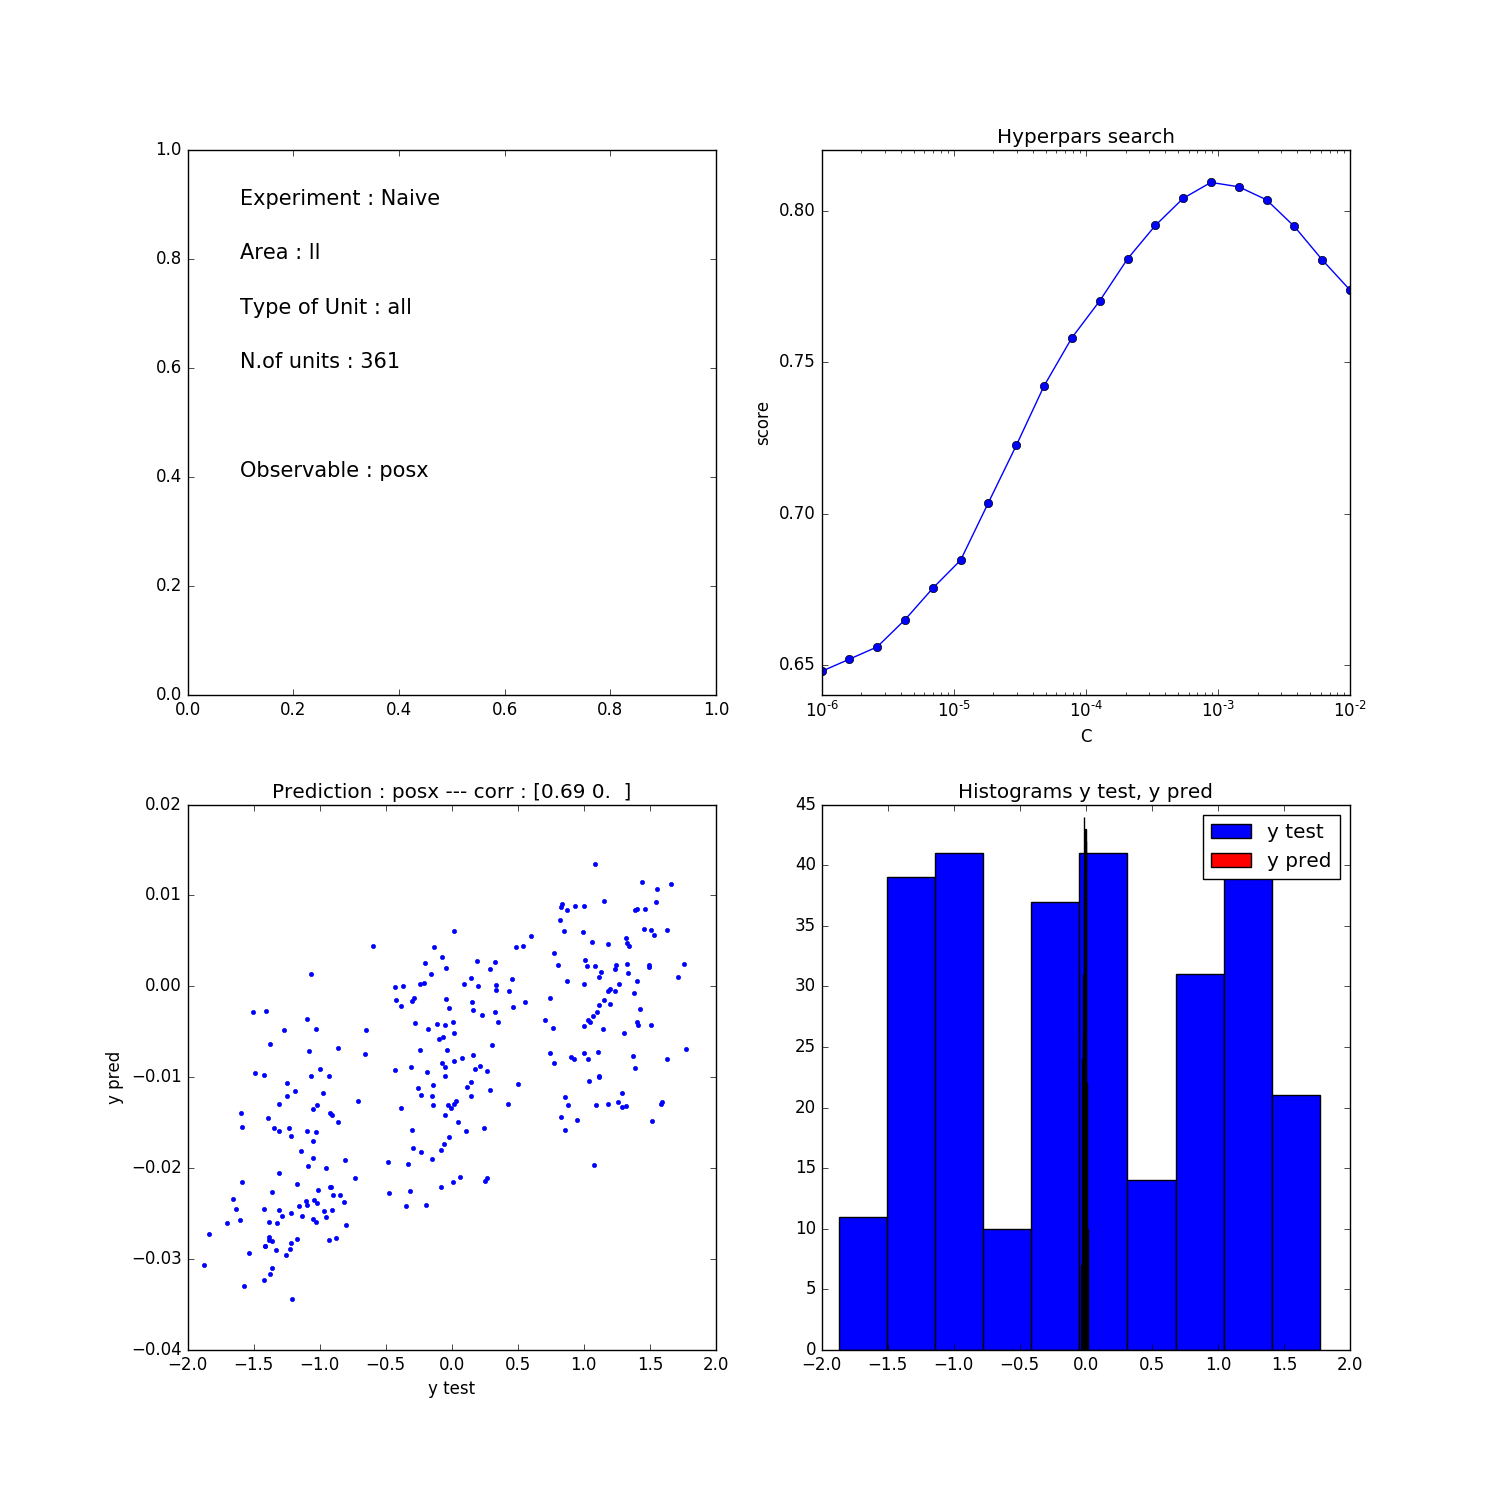 1.0
0.8
0.6
0.4
0.2
0.0
0.0 0.2 0.4 0.6 0.8 1.0
Experiment : Naive
Area : ll
Type of Unit : all
N.of units : 361
Observable : posx
Hyperpars search
score
0.80
0.75
0.70
0.65
10-6 10-5 10-4 10-3 10-2
C
Prediction : posx --- corr : [0.69 0. ]
y pred
0.02
0.01
0.00
−0.01
−0.02
−0.03
−0.04
−2.0 −1.5 −1.0 −0.5 0.0 0.5 1.0 1.5 2.0
y test
Histograms y test, y pred
45
40
35
30
25
20
15
10
5
0
−2.0 −1.5 −1.0 −0.5 0.0 0.5 1.0 1.5 2.0
y test
y pred